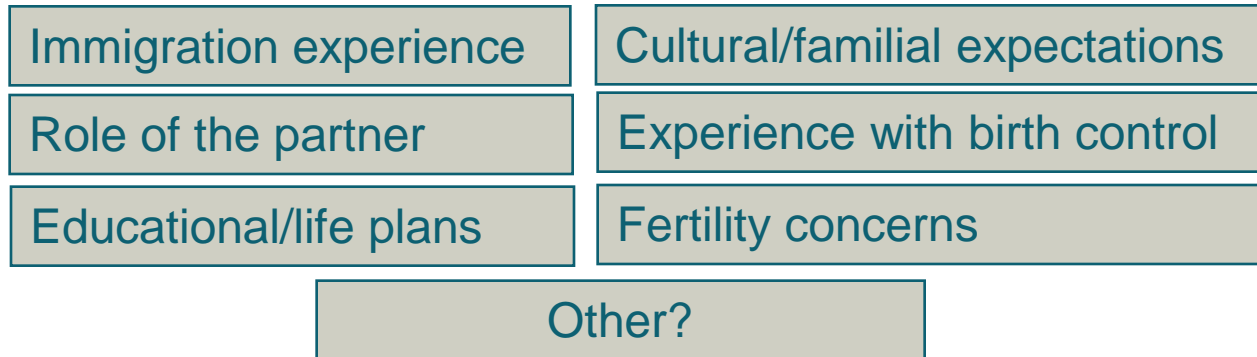 Immigration experience
Cultural/familial expectations
Role of the partner
Experience with birth control
Educational/life plans
Fertility concerns
Other?